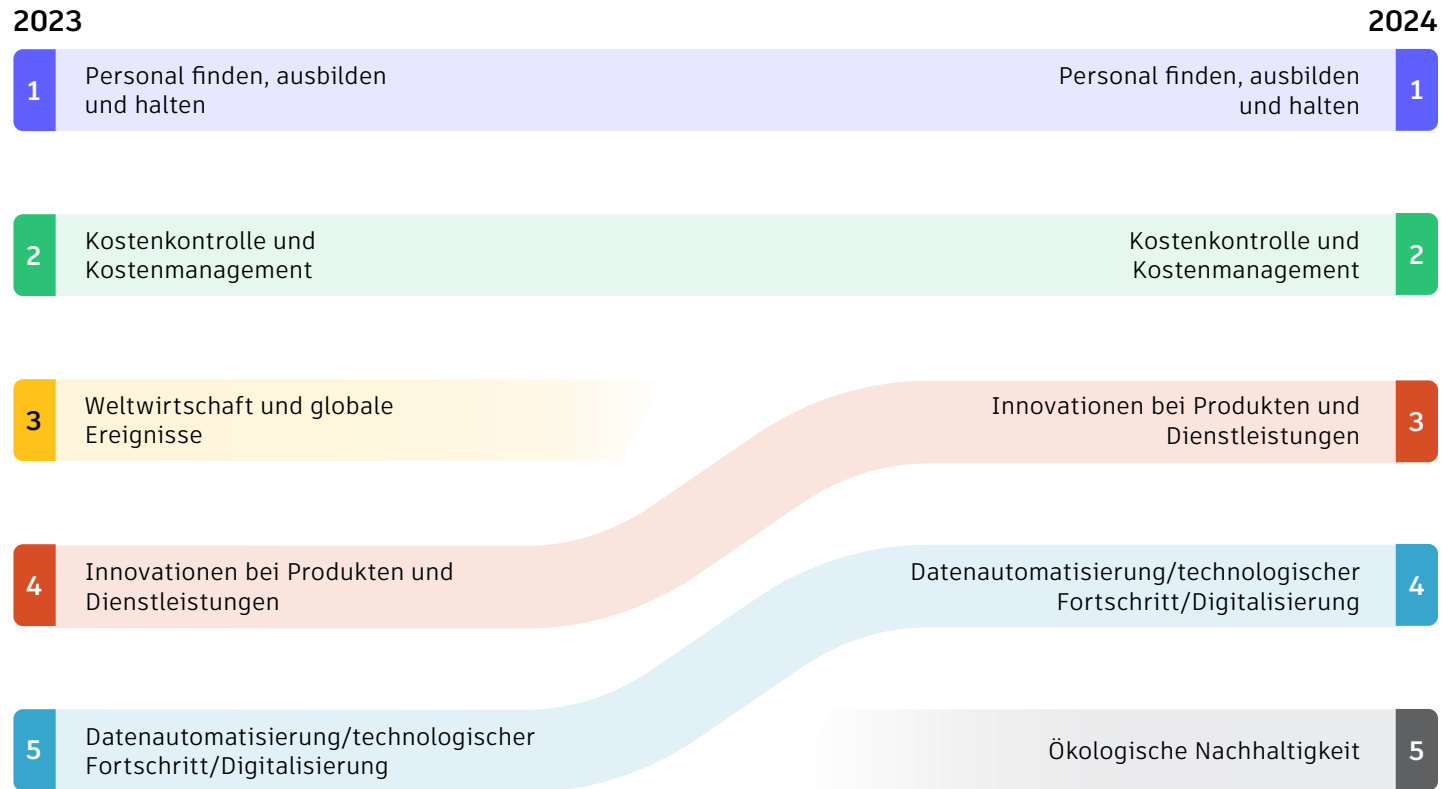 2023
2024
1
Personal finden, ausbilden
und halten
Personal finden, ausbilden
und halten
1
2
Kostenkontrolle und
Kostenmanagement
Kostenkontrolle und
Kostenmanagement
2
3
Weltwirtschaft und globale
Ereignisse
Innovationen bei Produkten und
Dienstleistungen
3
4
Innovationen bei Produkten und
Dienstleistungen
Datenautomatisierung/technologischer
Fortschritt/Digitalisierung
4
5
Datenautomatisierung/technologischer
Fortschritt/Digitalisierung
Ökologische Nachhaltigkeit
5